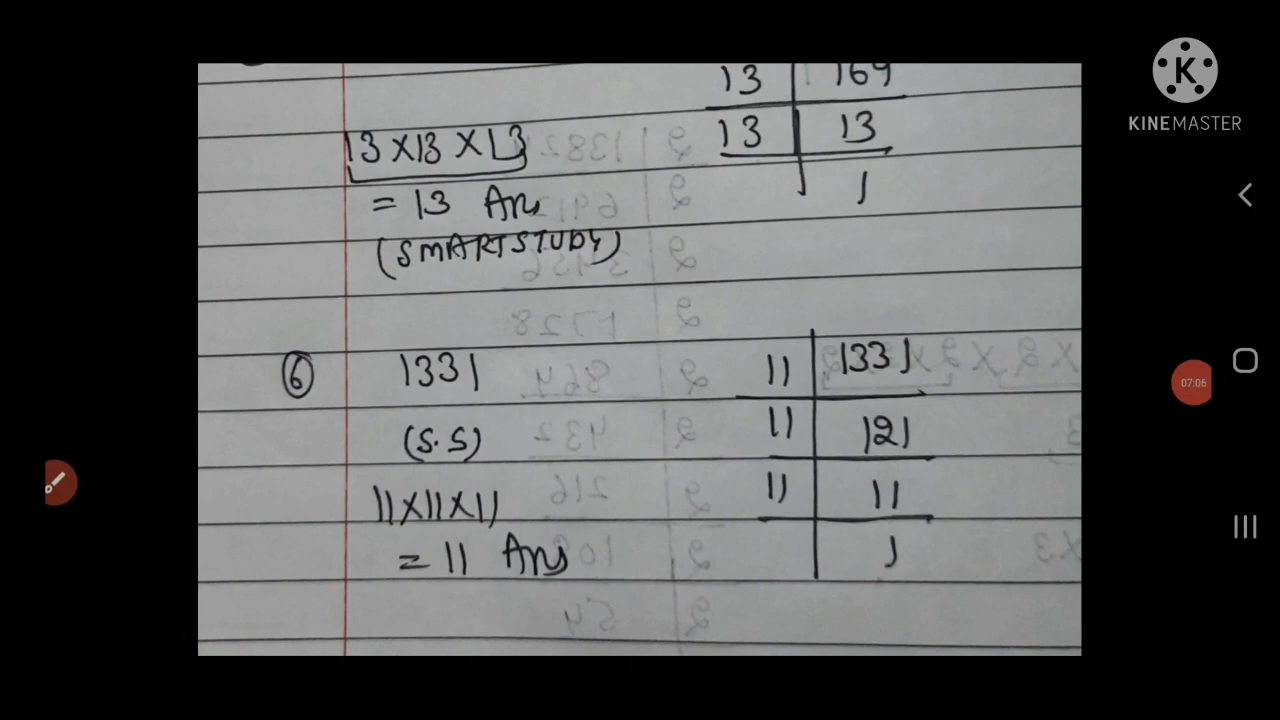 13 | 169
13 | 13
1
13×13×13
= 13 Ans
(SMARTSTUDY)
6 1331
(S.S)
11×11×11
= 11 Ans
11 | 1331
11 | 121
11 | 11
1
KINEMASTER
07:06